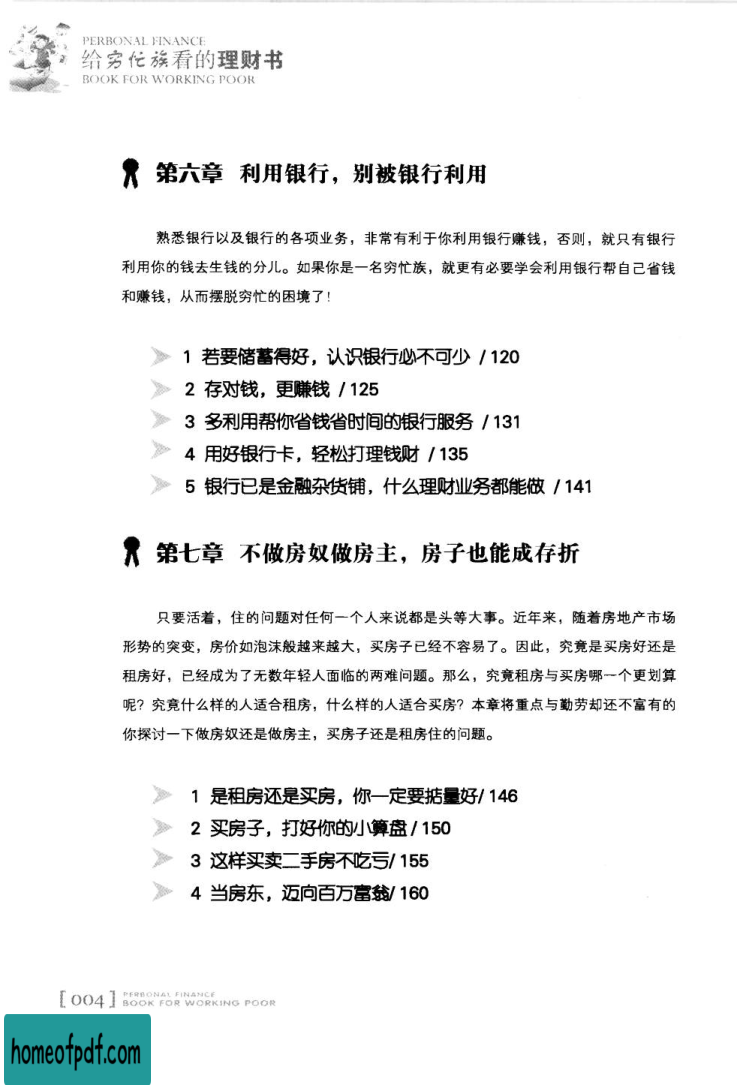 PERBONAL FINANCE
给穷忙族看的理财书
BOOK FOR WORKING POOR
第六章 利用银行，别被银行利用
熟悉银行以及银行的各项业务，非常有利于你利用银行赚钱，否则，就只有银行
利用你的钱去生钱的分儿。如果你是一名穷忙族，就更有必要学会利用银行帮自己省钱
和赚钱，从而摆脱穷忙的困境了！
1 若要储蓄得好，认识银行必不可少 / 120
2 存对钱，更赚钱 / 125
3 多利用帮你省钱省时间的银行服务 / 131
4 用好银行卡，轻松打理钱财 / 135
5 银行已是金融杂货铺，什么理财业务都能做 / 141
第七章 不做房奴做房主，房子也能成存折
只要活着，住的问题对任何一个人来说都是头等大事。近年来，随着房地产市场
形势的突变，房价如泡沫般越来越大，买房子已经不容易了。因此，究竟是买房好还是
租房好，已经成为了无数年轻人面临的两难问题。那么，究竟租房与买房哪一个更划算
呢？究竟什么样的人适合租房，什么样的人适合买房？本章将重点与勤劳却还不富有的
你探讨一下做房奴还是做房主，买房子还是租房住的问题。
1 是租房还是买房，你一定要掂量好/ 146
2 买房子，打好你的小算盘 / 150
3 这样买卖二手房不吃亏/ 155
4 当房东，迈向百万富翁/ 160
[ 004 ] PERBONAL FINANCE
BOOK FOR WORKING POOR
homeofpdf.com